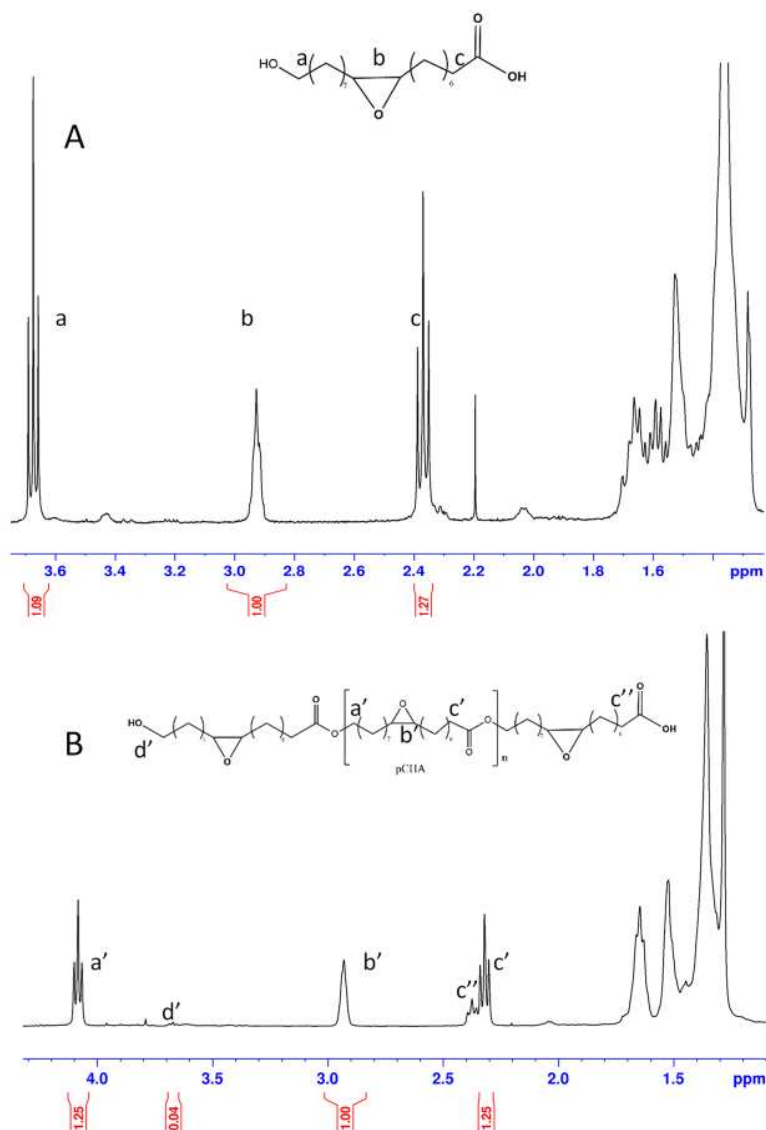 O
a b c
HO
7 6 OH
O
A
a b c
3.6 3.4 3.2 3.0 2.8 2.6 2.4 2.2 2.0 1.8 1.6 ppm
1.09 1.00 1.27
B
HO O O a' O b' c' O O c'' O OH
d' O 7 O 7 O
pCHA n
a' d' b' c'' c'
4.0 3.5 3.0 2.5 2.0 1.5 ppm
1.25 0.04 1.00 1.25